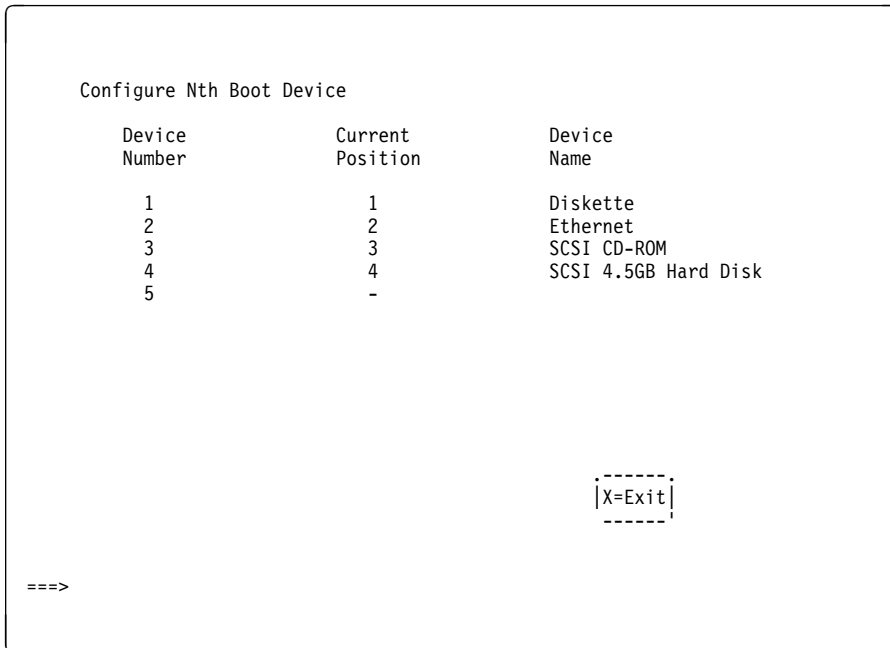 Configure Nth Boot Device
Device Current Device
Number Position Name
1 1 Diskette
2 2 Ethernet
3 3 SCSI CD-ROM
4 4 SCSI 4.5GB Hard Disk
5 -
.------.
|X=Exit|
------'
===>